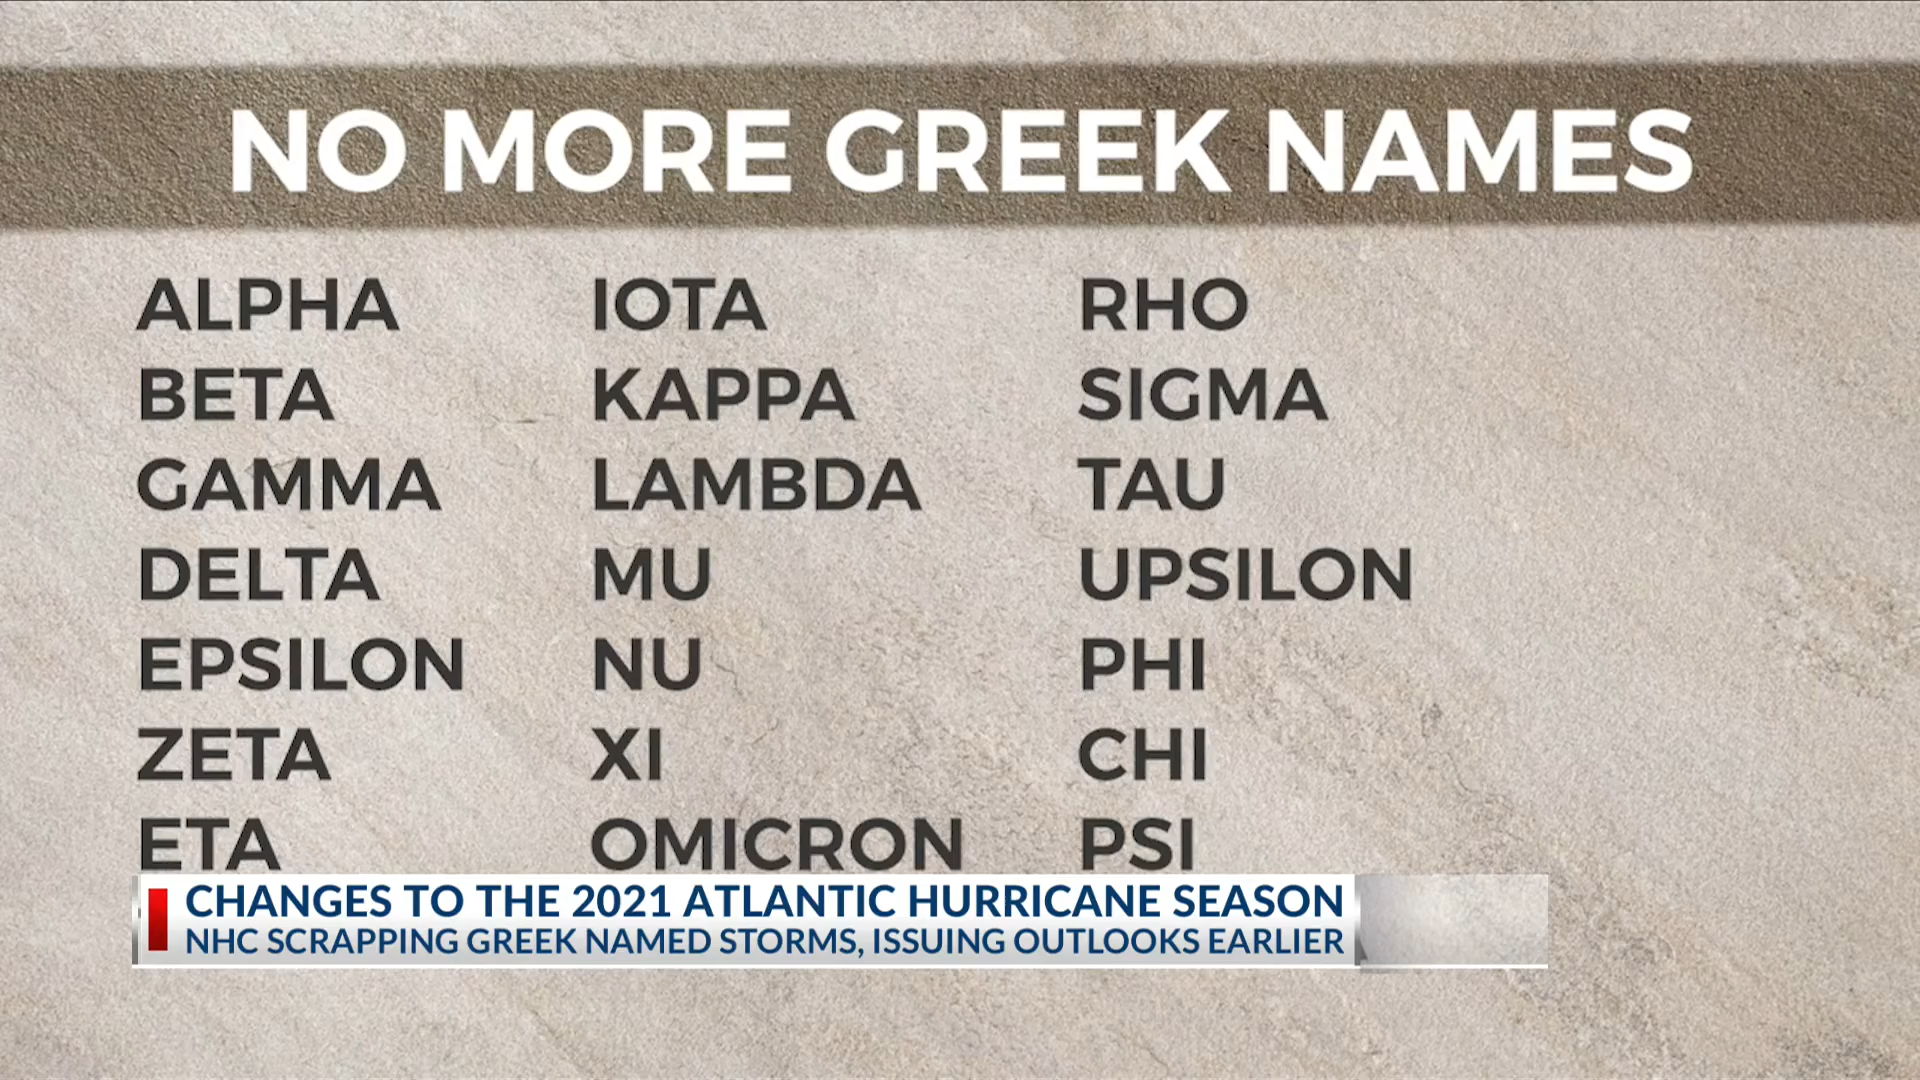 NO MORE GREEK NAMES
ALPHA
BETA
GAMMA
DELTA
EPSILON
ZETA
ETA
IOTA
KAPPA
LAMBDA
MU
NU
XI
OMICRON
RHO
SIGMA
TAU
UPSILON
PHI
CHI
PSI
CHANGES TO THE 2021 ATLANTIC HURRICANE SEASON
NHC SCRAPPING GREEK NAMED STORMS, ISSUING OUTLOOKS EARLIER